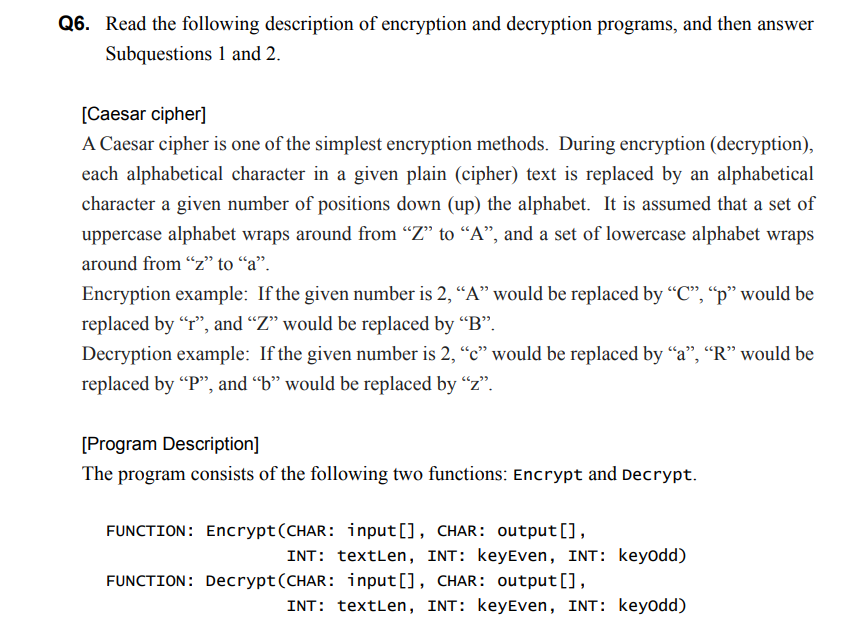 Q6. Read the following description of encryption and decryption programs, and then answer
Subquestions 1 and 2.
[Caesar cipher]
A Caesar cipher is one of the simplest encryption methods. During encryption (decryption),
each alphabetical character in a given plain (cipher) text is replaced by an alphabetical
character a given number of positions down (up) the alphabet. It is assumed that a set of
uppercase alphabet wraps around from “Z” to “A”, and a set of lowercase alphabet wraps
around from “z” to “a”.
Encryption example: If the given number is 2, “A” would be replaced by “C”, “p” would be
replaced by “r”, and “Z” would be replaced by “B”.
Decryption example: If the given number is 2, “c” would be replaced by “a”, “R” would be
replaced by “P”, and “b” would be replaced by “z”.
[Program Description]
The program consists of the following two functions: Encrypt and Decrypt.
FUNCTION: Encrypt(CHAR: input[], CHAR: output[],
INT: textLen, INT: keyEven, INT: keyOdd)
FUNCTION: Decrypt(CHAR: input[], CHAR: output[],
INT: textLen, INT: keyEven, INT: keyOdd)